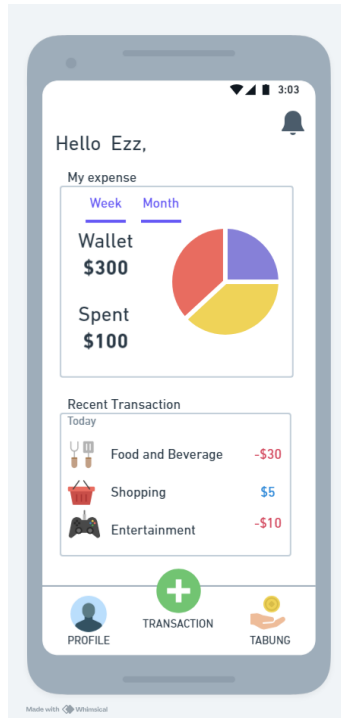 3:03
Hello Ezz,
My expense
Week Month
Wallet
$300
Spent
$100
Recent Transaction
Today
Food and Beverage -$30
Shopping $5
Entertainment -$10
PROFILE TRANSACTION TABUNG
Made with Whimsical